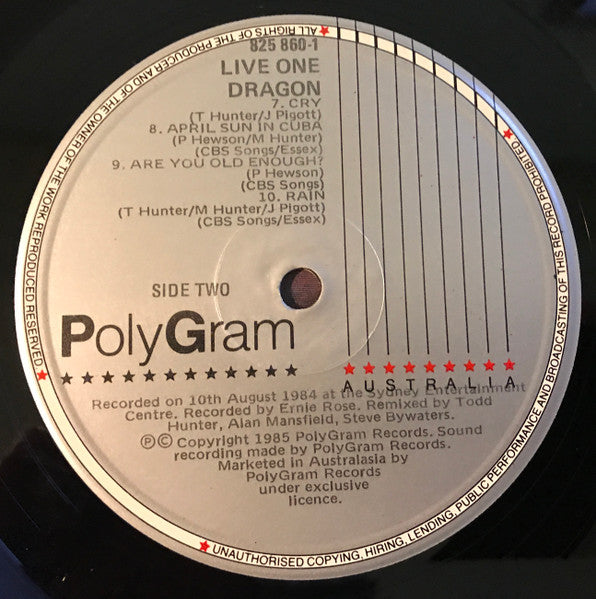 825 860-1
LIVE ONE
DRAGON
7. CRY
(T Hunter/J Pigott)
8. APRIL SUN IN CUBA
(P Hewson/M Hunter)
(CBS Songs/Essex)
9. ARE YOU OLD ENOUGH?
(P Hewson)
(CBS Songs)
10. RAIN
(T Hunter/M Hunter/J Pigott)
(CBS Songs/Essex)
SIDE TWO
PolyGram
AUSTRALIA
Recorded on 10th August 1984 at the Sydney Entertainment
Centre. Recorded by Ernie Rose. Remixed by Todd
Hunter, Alan Mansfield, Steve Bywaters.
℗© Copyright 1985 PolyGram Records. Sound
recording made by PolyGram Records.
Marketed in Australasia by
PolyGram Records
under exclusive
licence.
ALL RIGHTS OF THE PRODUCER AND OF THE OWNER OF THE WORK REPRODUCED RESERVED.
UNAUTHORISED COPYING, HIRING, LENDING, PUBLIC PERFORMANCE AND BROADCASTING OF THIS RECORD PROHIBITED